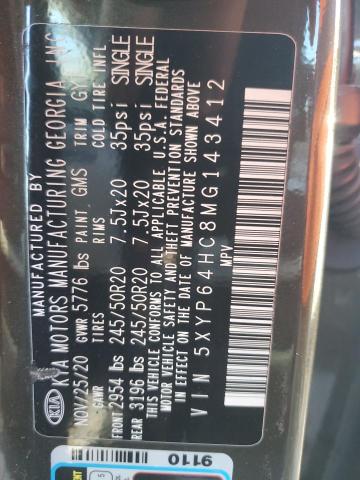 MANUFACTURED BY
KIA KIA MOTORS MANUFACTURING GEORGIA, INC
NOV/25/20 GVWR 5776 lbs PAINT GMS TRIM
GAWR TIRES RIMS COLD TIRE INFL
FRONT 2954 lbs 245/50R20 7.5Jx20 35psi SINGLE
REAR 3196 lbs 245/50R20 7.5Jx20 35psi SINGLE
THIS VEHICLE CONFORMS TO ALL APPLICABLE U.S.A. FEDERAL
MOTOR VEHICLE SAFETY AND THEFT PREVENTION STANDARDS
IN EFFECT ON THE DATE OF MANUFACTURE SHOWN ABOVE
VIN 5XYP64HC8MG143412
MPV
9110